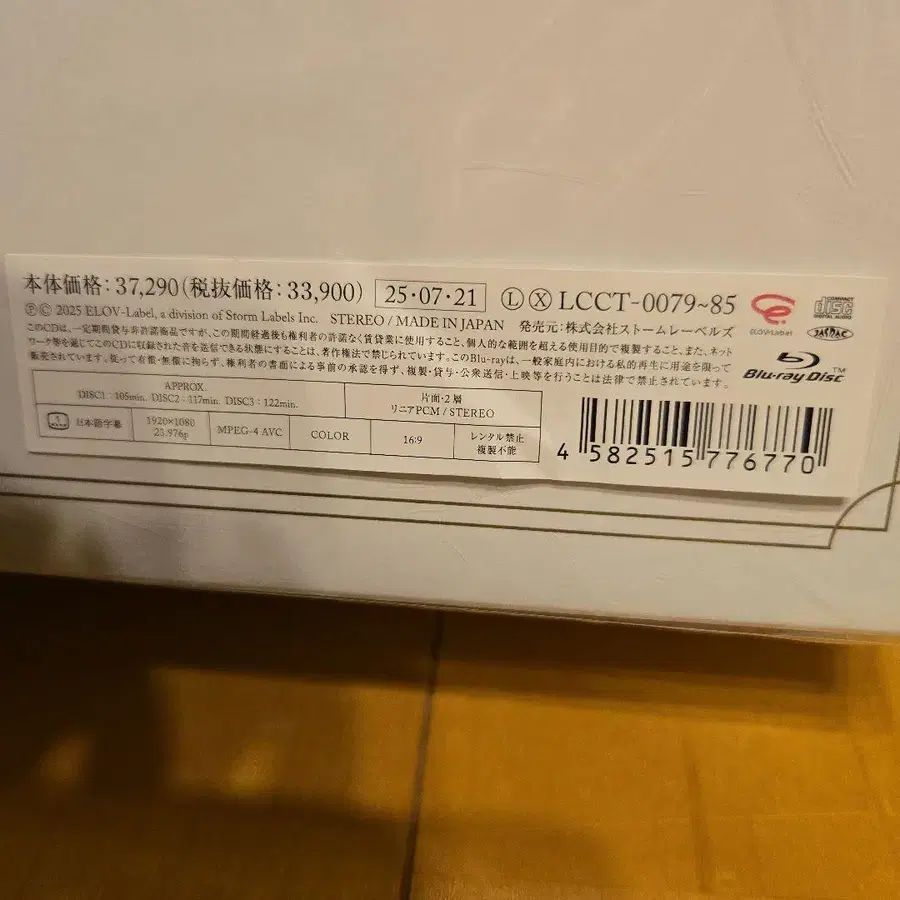 本体価格：37,290(税抜価格：33,900) 25・07・21 Ⓛ Ⓧ LCCT-0079~85
ⓅⒸ 2025 ELOV-Label, a division of Storm Labels Inc. STEREO / MADE IN JAPAN 発売元：株式会社ストームレーベルズ
このCDは、一定期間貸与非許諾商品ですが、この期間経過後も権利者の許諾なく賃貸業に使用すること、個人的な範囲を超える使用目的で複製すること、また、ネット
ワーク等を通じてこのCDに収録された音を送信できる状態にすることは、著作権法で禁じられています。このBlu-rayは、一般家庭内における私的再生に用途を限って
販売されています。従って有償・無償に拘らず、権利者の書面による事前の承認を得ず、複製・貸与・公衆送信・上映等を行うことは法律で禁止されています。
ELOV-Label
COMPACT
DISC
DIGITAL AUDIO
JASRAC
Blu-ray Disc™
APPROX.
DISC1 : 105min. DISC2 : 117min. DISC3 : 122min.
片面・2層
リニアPCM / STEREO
1 日本語字幕
1920×1080
23.976p
MPEG-4 AVC
COLOR
16:9
レンタル禁止
複製不能
4 582515 776770